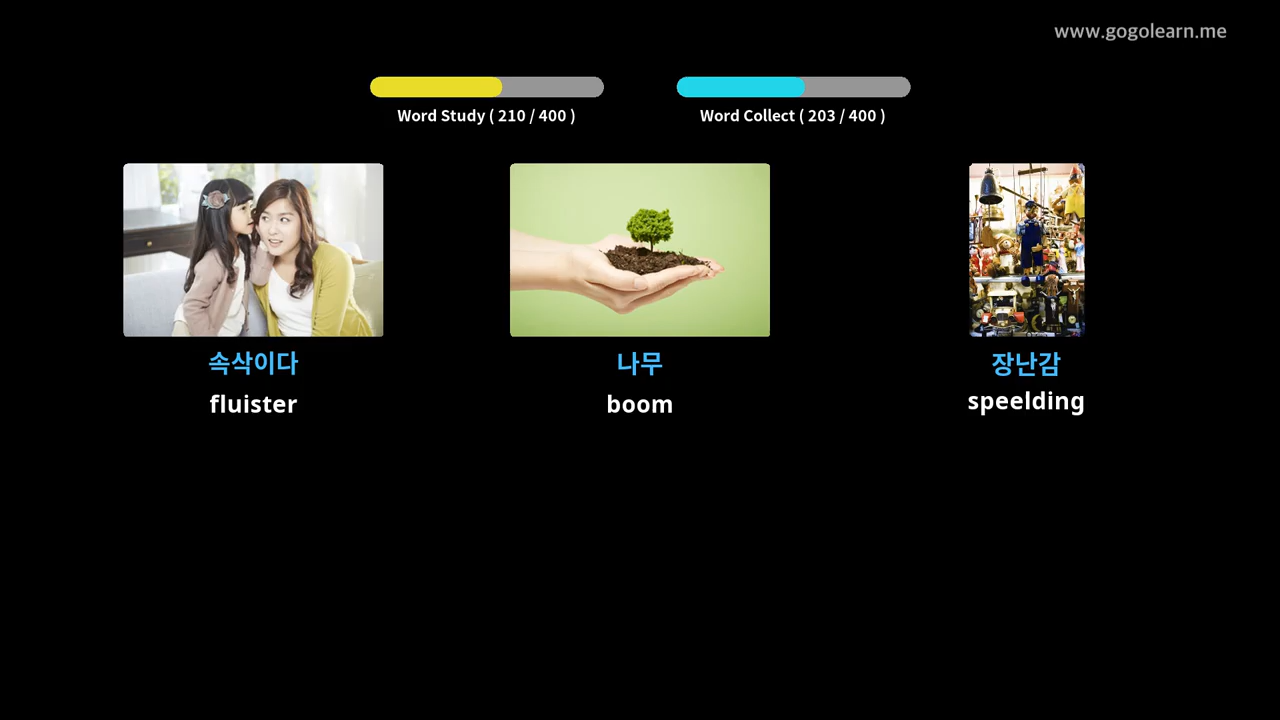 www.gogolearn.me
Word Study ( 210 / 400 )
Word Collect ( 203 / 400 )
속삭이다
fluister
나무
boom
장난감
speelding